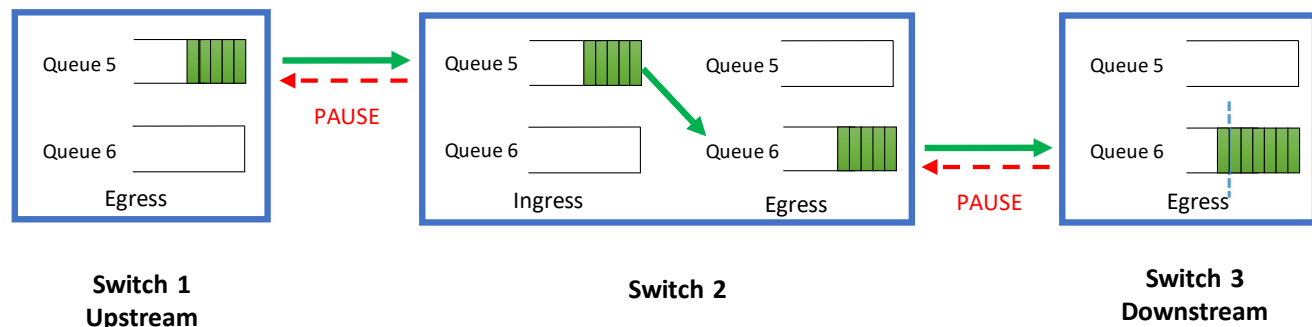 Queue 5
Queue 6
Egress
PAUSE
Queue 5
Queue 6
Ingress
Queue 5
Queue 6
Egress
PAUSE
Queue 5
Queue 6
Egress
Switch 1
Upstream
Switch 2
Switch 3
Downstream